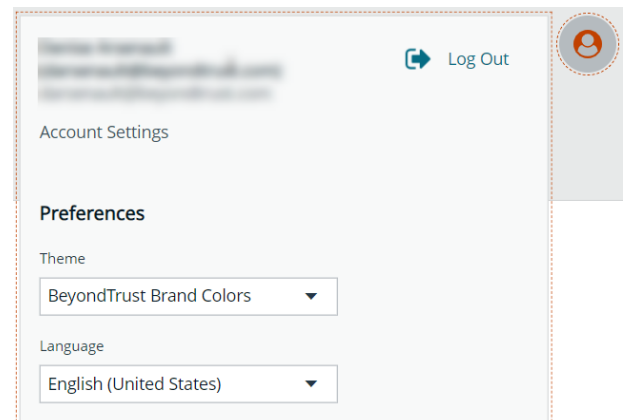 Log Out
Account Settings
Preferences
Theme
BeyondTrust Brand Colors
Language
English (United States)